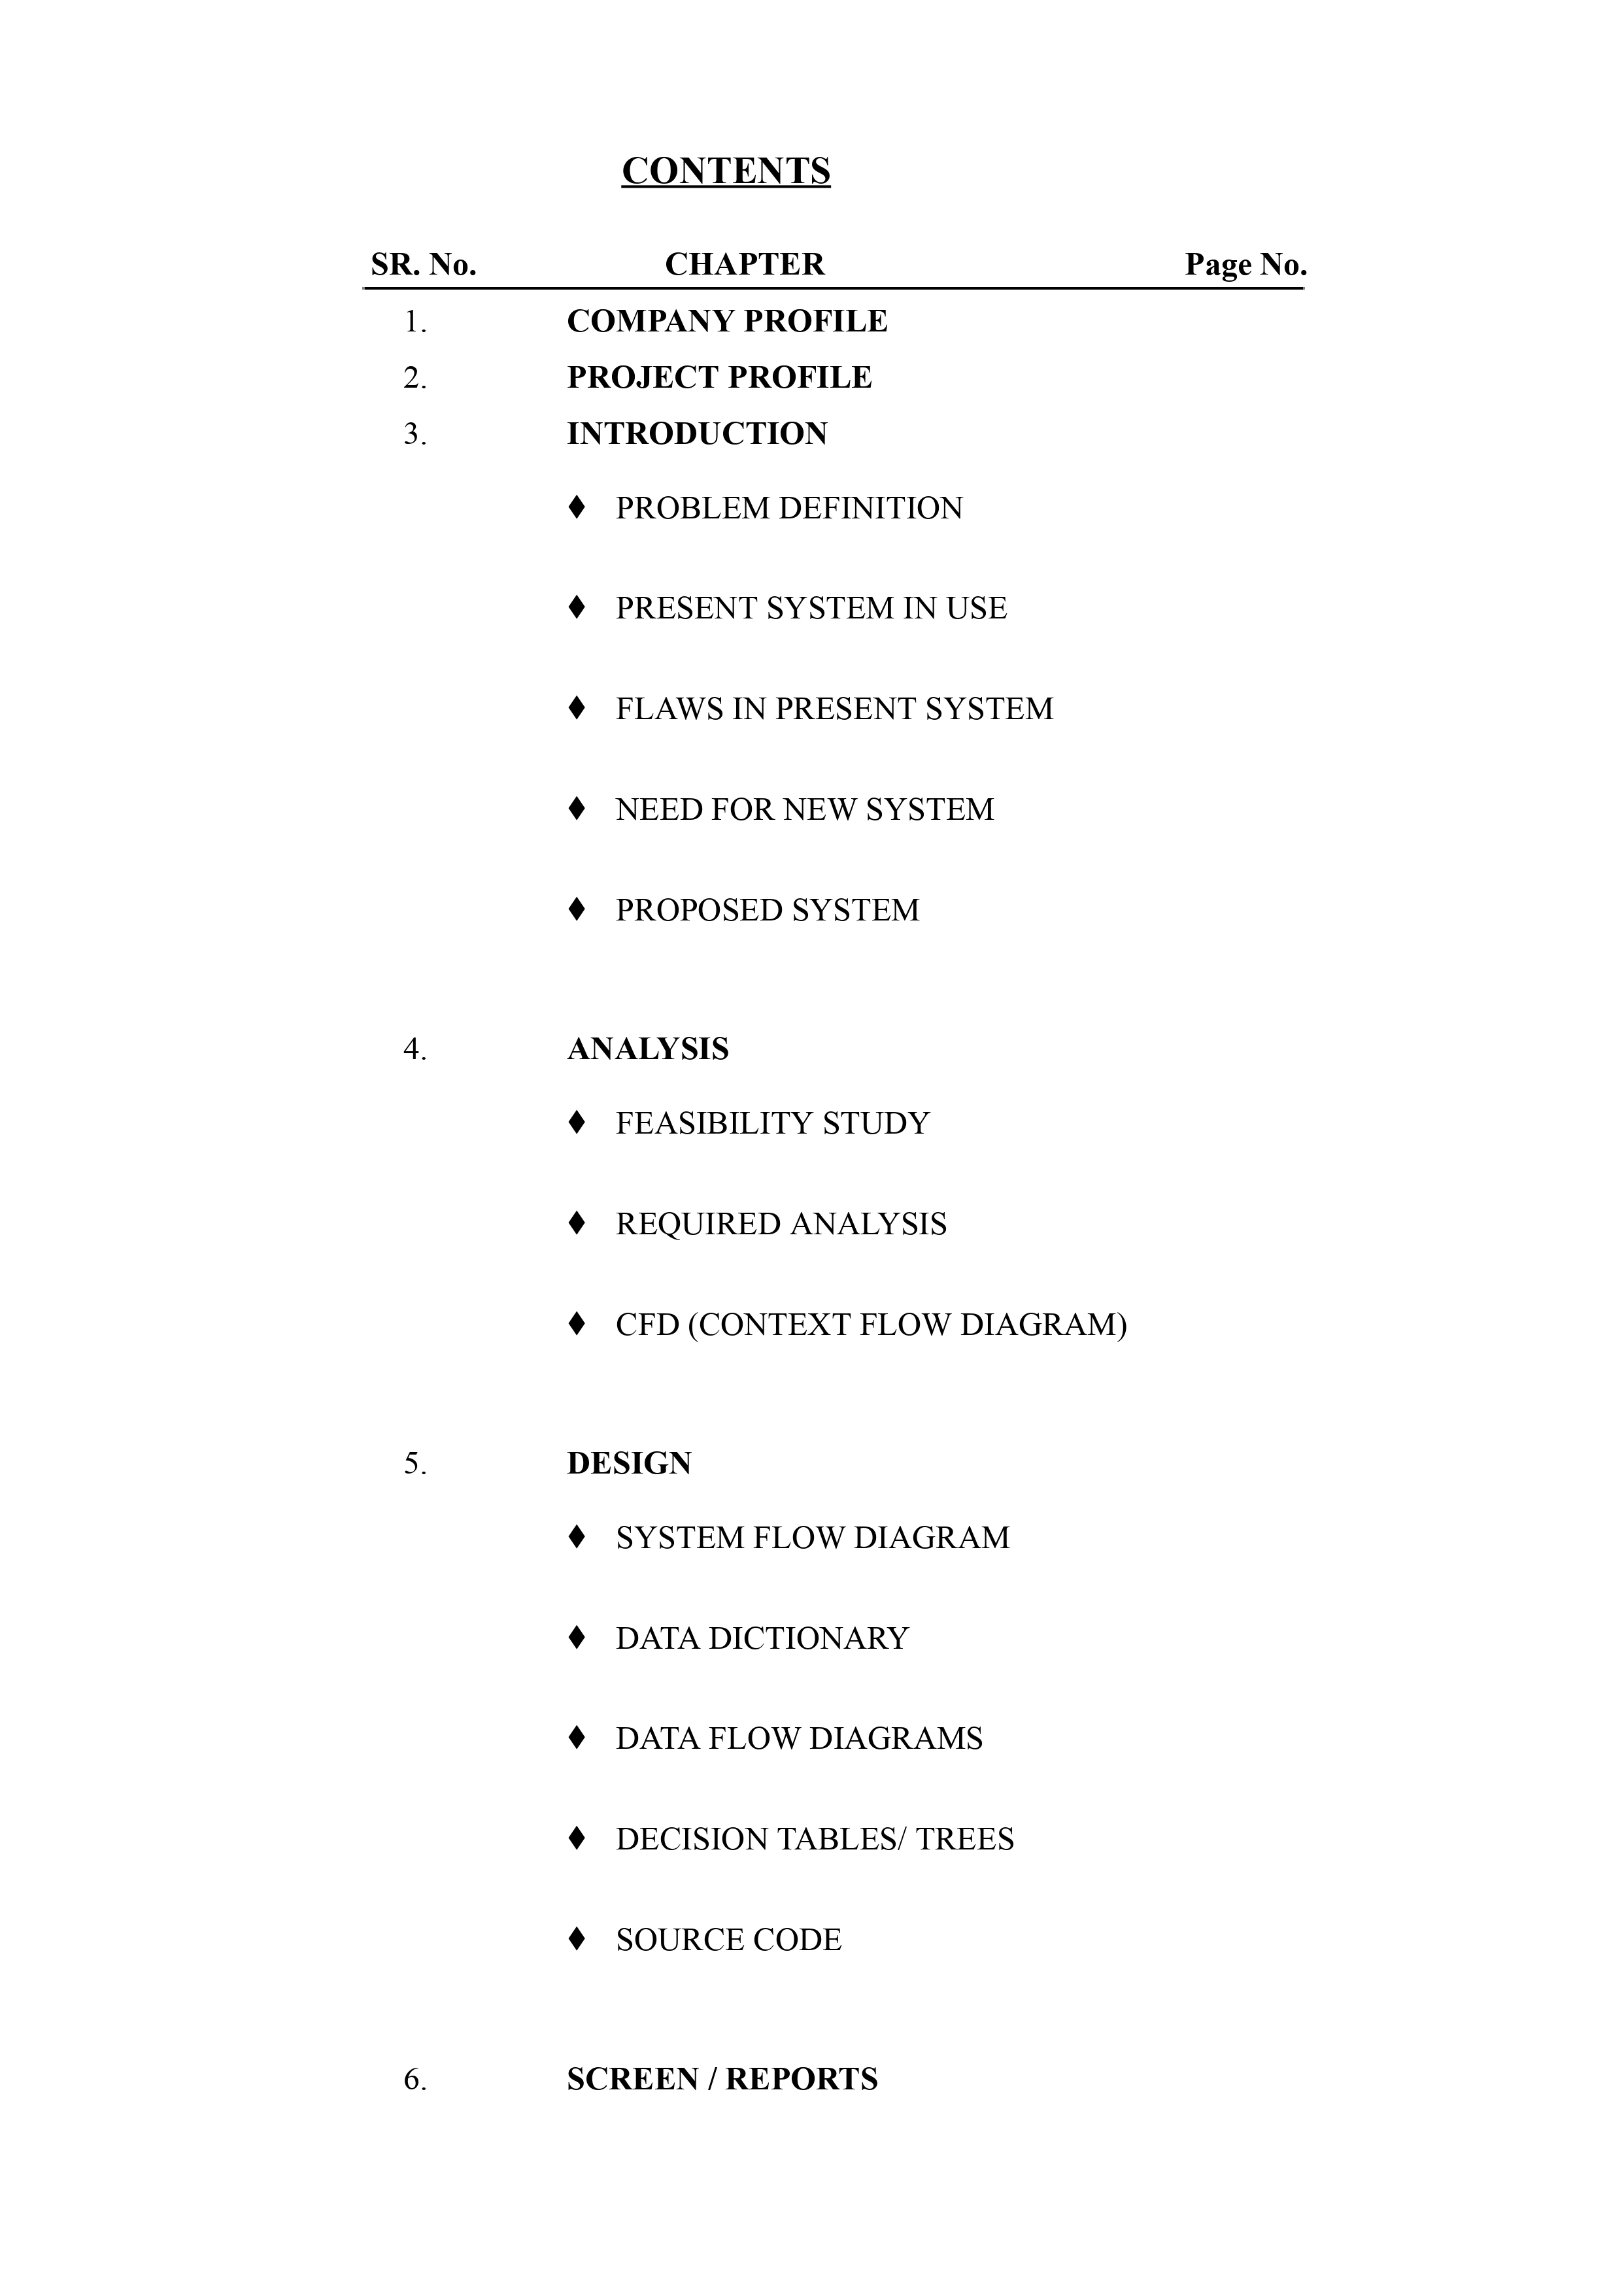 CONTENTS
SR. No. CHAPTER Page No.
1. COMPANY PROFILE
2. PROJECT PROFILE
3. INTRODUCTION
♦ PROBLEM DEFINITION
♦ PRESENT SYSTEM IN USE
♦ FLAWS IN PRESENT SYSTEM
♦ NEED FOR NEW SYSTEM
♦ PROPOSED SYSTEM
4. ANALYSIS
♦ FEASIBILITY STUDY
♦ REQUIRED ANALYSIS
♦ CFD (CONTEXT FLOW DIAGRAM)
5. DESIGN
♦ SYSTEM FLOW DIAGRAM
♦ DATA DICTIONARY
♦ DATA FLOW DIAGRAMS
♦ DECISION TABLES/ TREES
♦ SOURCE CODE
6. SCREEN / REPORTS